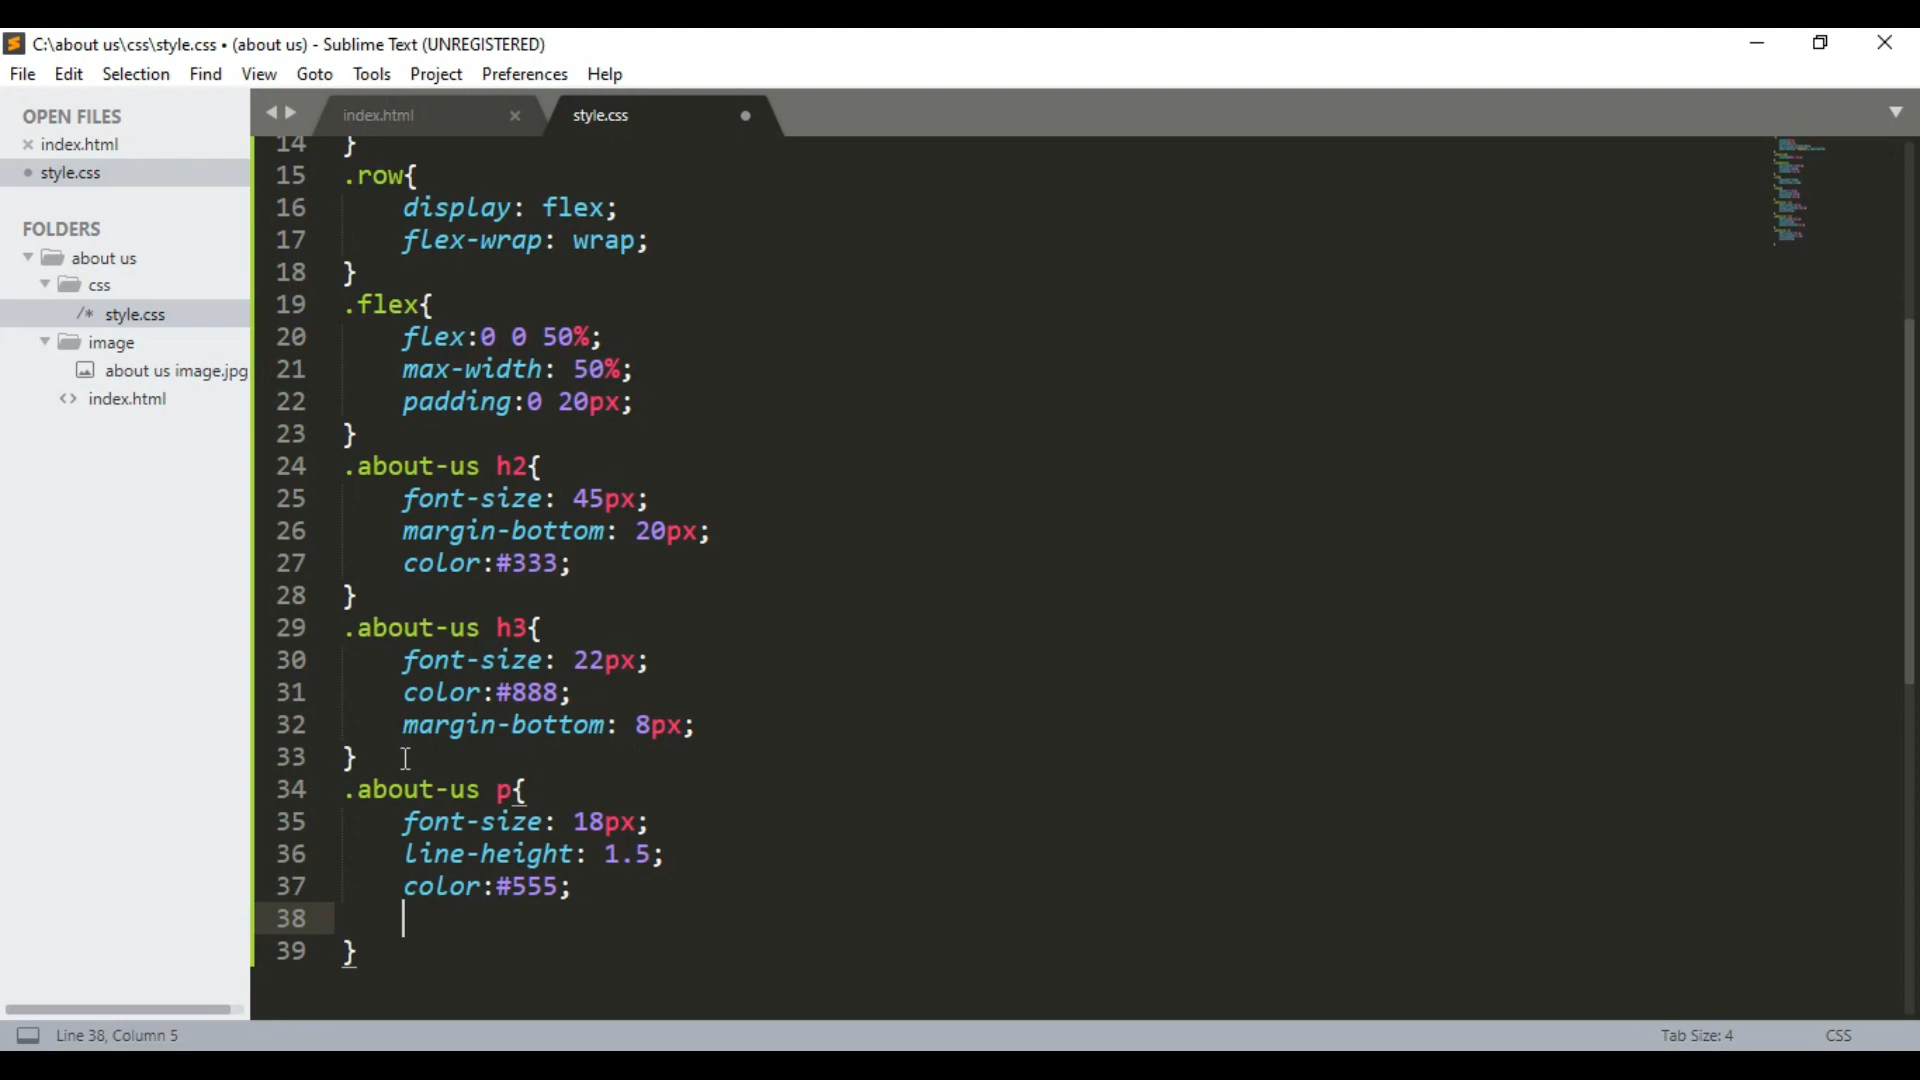 C:\about us\css\style.css • (about us) - Sublime Text (UNREGISTERED)
File Edit Selection Find View Goto Tools Project Preferences Help
OPEN FILES
index.html
style.css
FOLDERS
about us
css
/* style.css
image
about us image.jpg
<> index.html
index.html
style.css
14 }
15 .row{
16 display: flex;
17 flex-wrap: wrap;
18 }
19 .flex{
20 flex:0 0 50%;
21 max-width: 50%;
22 padding:0 20px;
23 }
24 .about-us h2{
25 font-size: 45px;
26 margin-bottom: 20px;
27 color:#333;
28 }
29 .about-us h3{
30 font-size: 22px;
31 color:#888;
32 margin-bottom: 8px;
33 }
34 .about-us p{
35 font-size: 18px;
36 line-height: 1.5;
37 color:#555;
38
39 }
Line 38, Column 5
Tab Size: 4
CSS